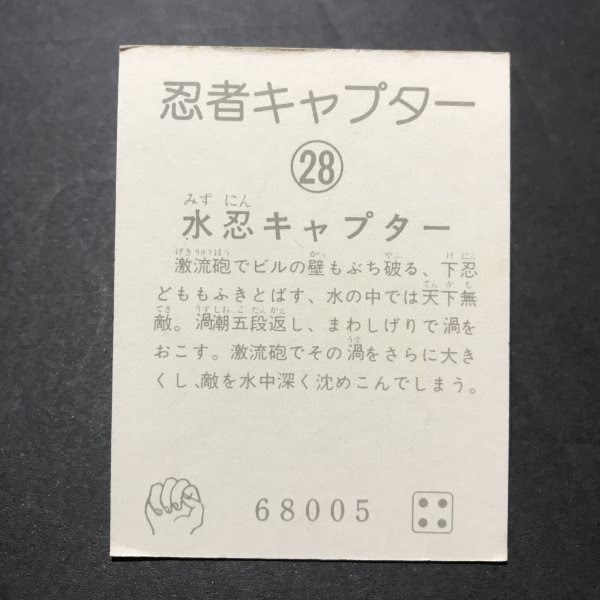 忍者キャプター
28
みず にん
水忍キャプター
げきりゅうほう かべ やぶ げにん
激流砲でビルの壁もぶち破る、下忍
てんかむ
どももふきとばす、水の中では天下無
てき うずしおごだんがえ
敵。渦潮五段返し、まわしげりで渦を
うず
おこす。激流砲でその渦をさらに大き
くし、敵を水中深く沈めこんでしまう。
68005